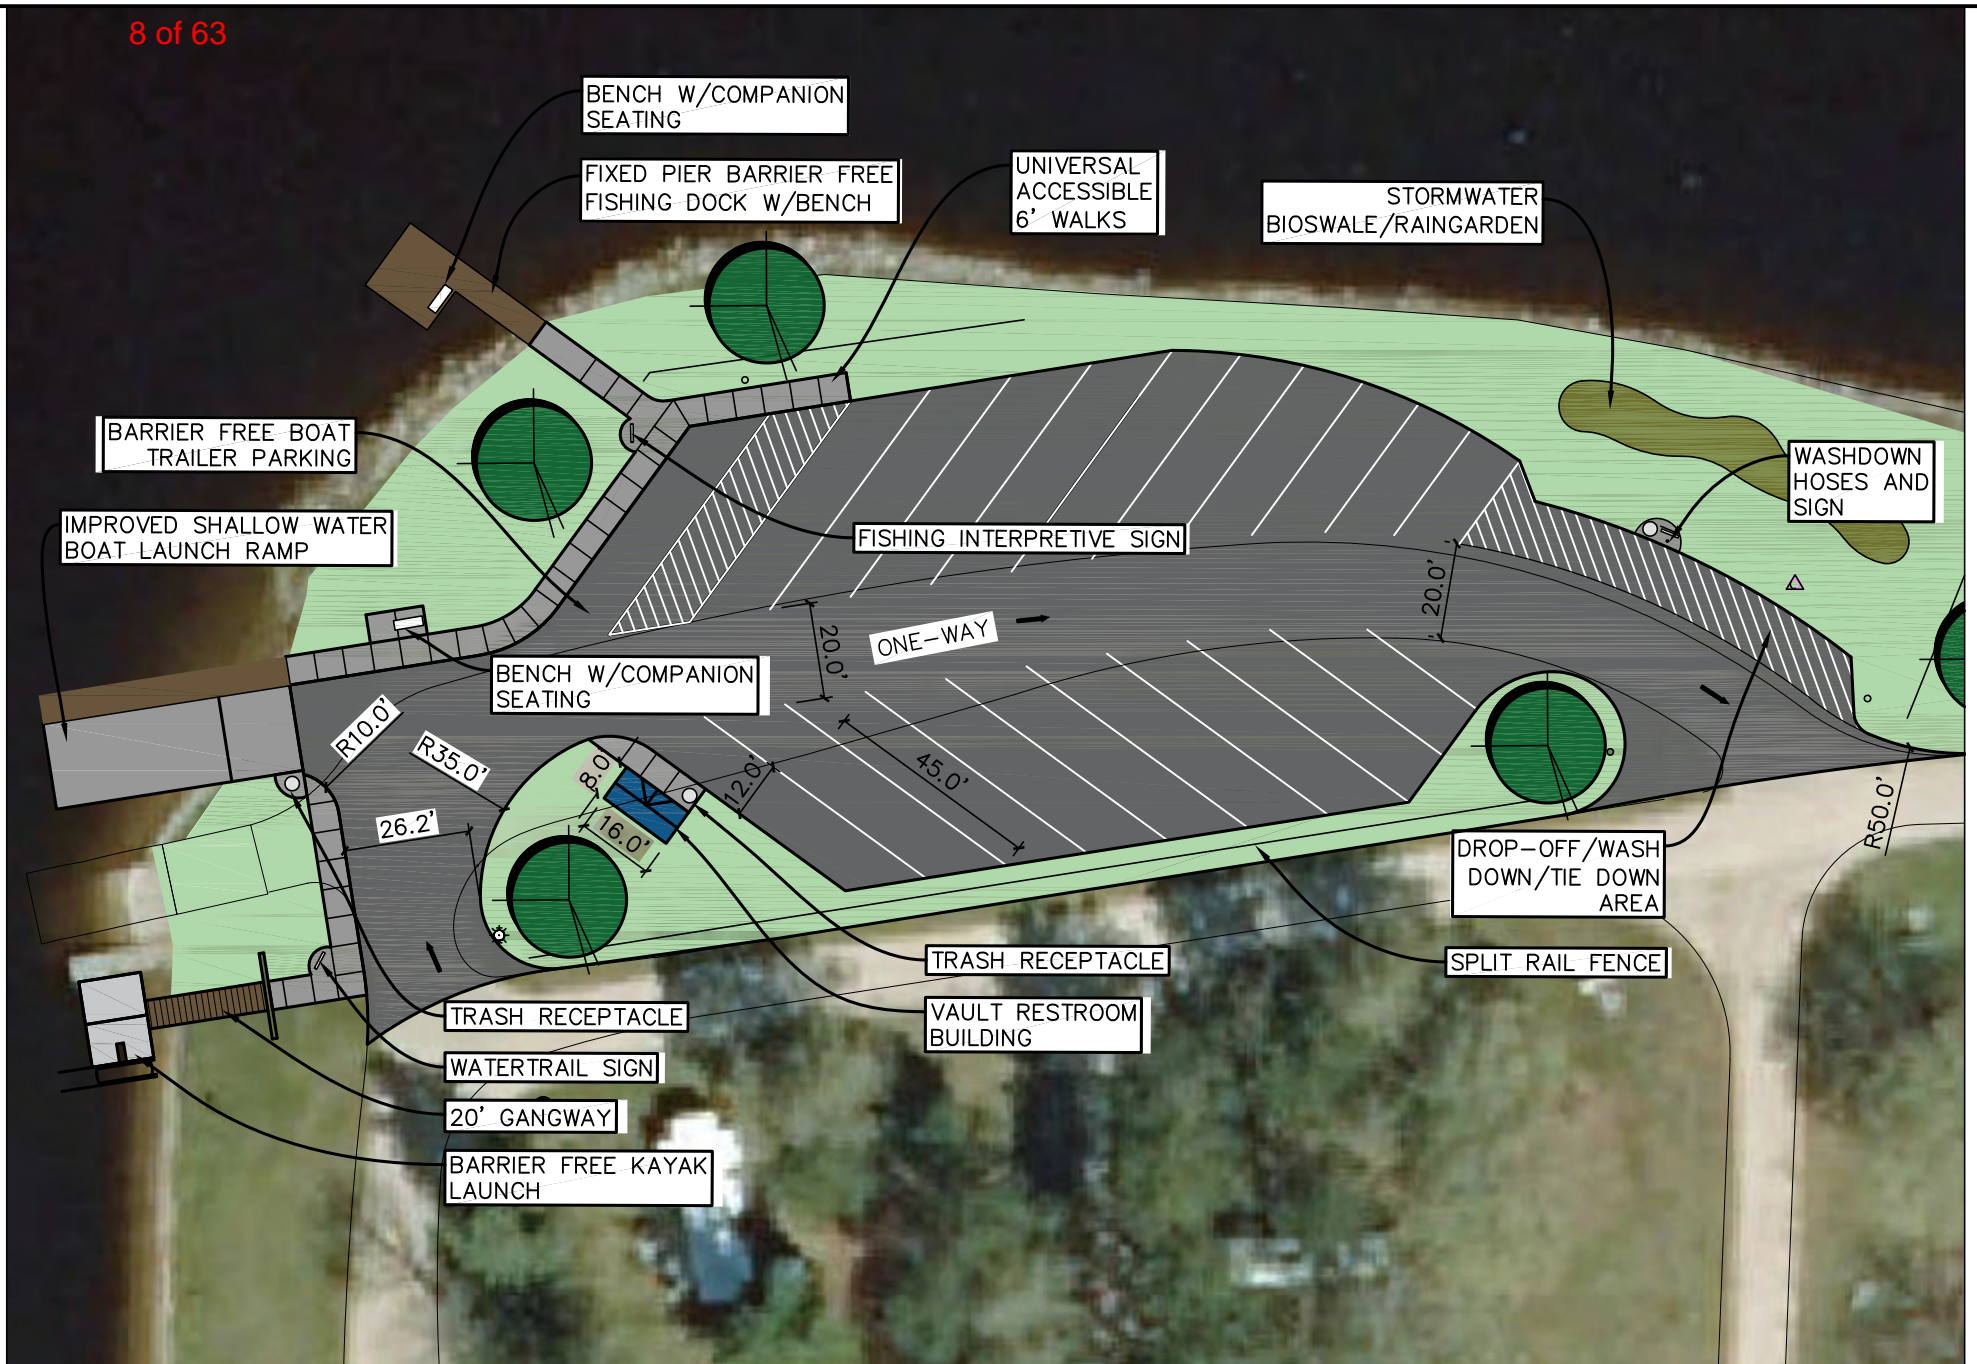 8 of 63
BENCH W/COMPANION
SEATING
FIXED PIER BARRIER FREE
FISHING DOCK W/BENCH
UNIVERSAL
ACCESSIBLE
6' WALKS
STORMWATER
BIOSWALE/RAINGARDEN
BARRIER FREE BOAT
TRAILER PARKING
WASHDOWN
HOSES AND
SIGN
IMPROVED SHALLOW WATER
BOAT LAUNCH RAMP
FISHING INTERPRETIVE SIGN
20.0'
ONE-WAY
20.0'
BENCH W/COMPANION
SEATING
R10.0'
R35.0'
8.0'
12.0'
45.0'
26.2'
16.0'
R50.0'
DROP-OFF/WASH
DOWN/TIE DOWN
AREA
TRASH RECEPTACLE
SPLIT RAIL FENCE
TRASH RECEPTACLE
VAULT RESTROOM
BUILDING
WATERTRAIL SIGN
20' GANGWAY
BARRIER FREE KAYAK
LAUNCH